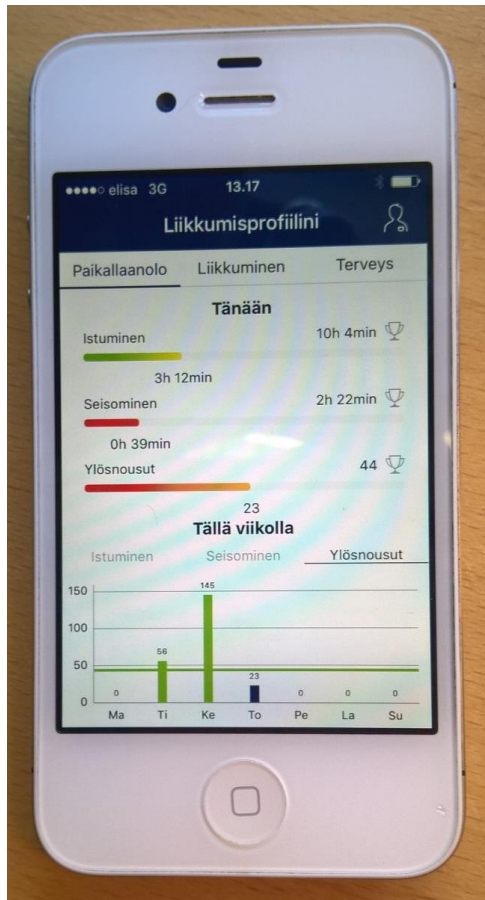 elisa 3G 13.17
Liikkumisprofiilini
Paikallaanolo Liikkuminen Terveys
Tänään
Istuminen 10h 4min
3h 12min
Seisominen 2h 22min
0h 39min
Ylösnousut 44
23
Tällä viikolla
Istuminen Seisominen Ylösnousut
150
145
100
56
50
23
0 0 0 0
0
Ma Ti Ke To Pe La Su